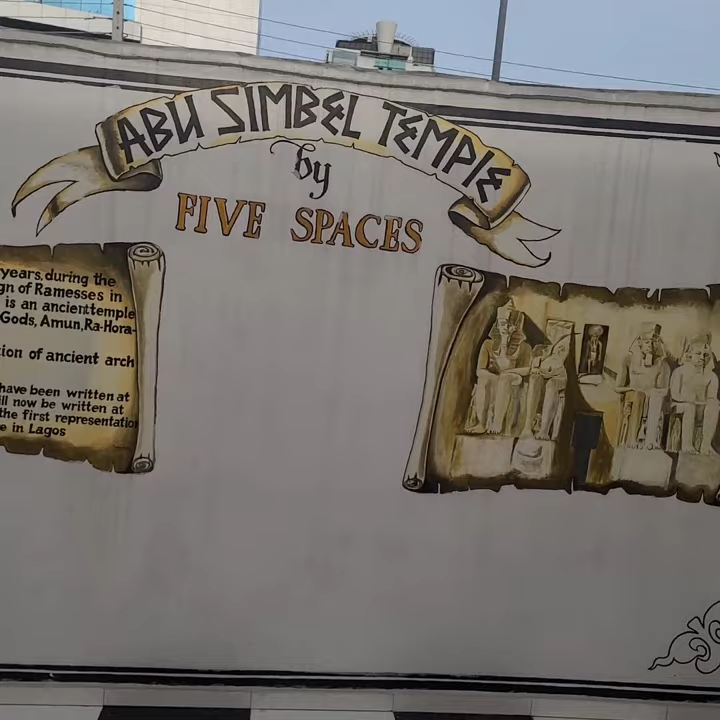 ABU SIMBEL TEMPLE
by
FIVE SPACES
years, during the
gn of Ramesses in
is an ancient temple
Gods, Amun, Ra-Hora-
ion of ancient arch
have been written at
ill now be written at
the first representation
e in Lagos